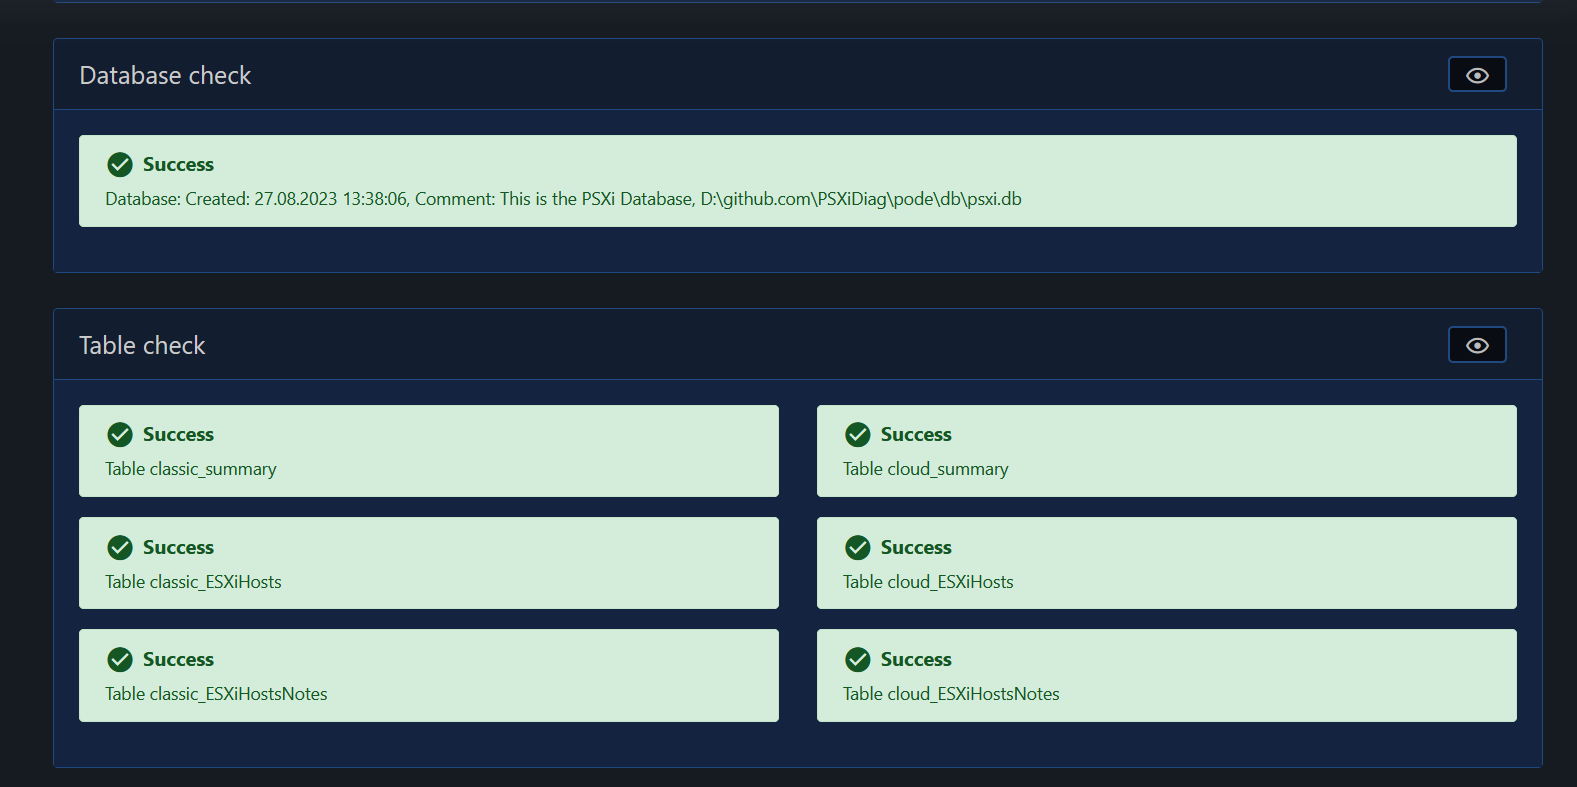 Database check
Success
Database: Created: 27.08.2023 13:38:06, Comment: This is the PSXi Database, D:\github.com\PSXiDiag\pode\db\psxi.db
Table check
Success
Table classic_summary
Success
Table cloud_summary
Success
Table classic_ESXiHosts
Success
Table cloud_ESXiHosts
Success
Table classic_ESXiHostsNotes
Success
Table cloud_ESXiHostsNotes